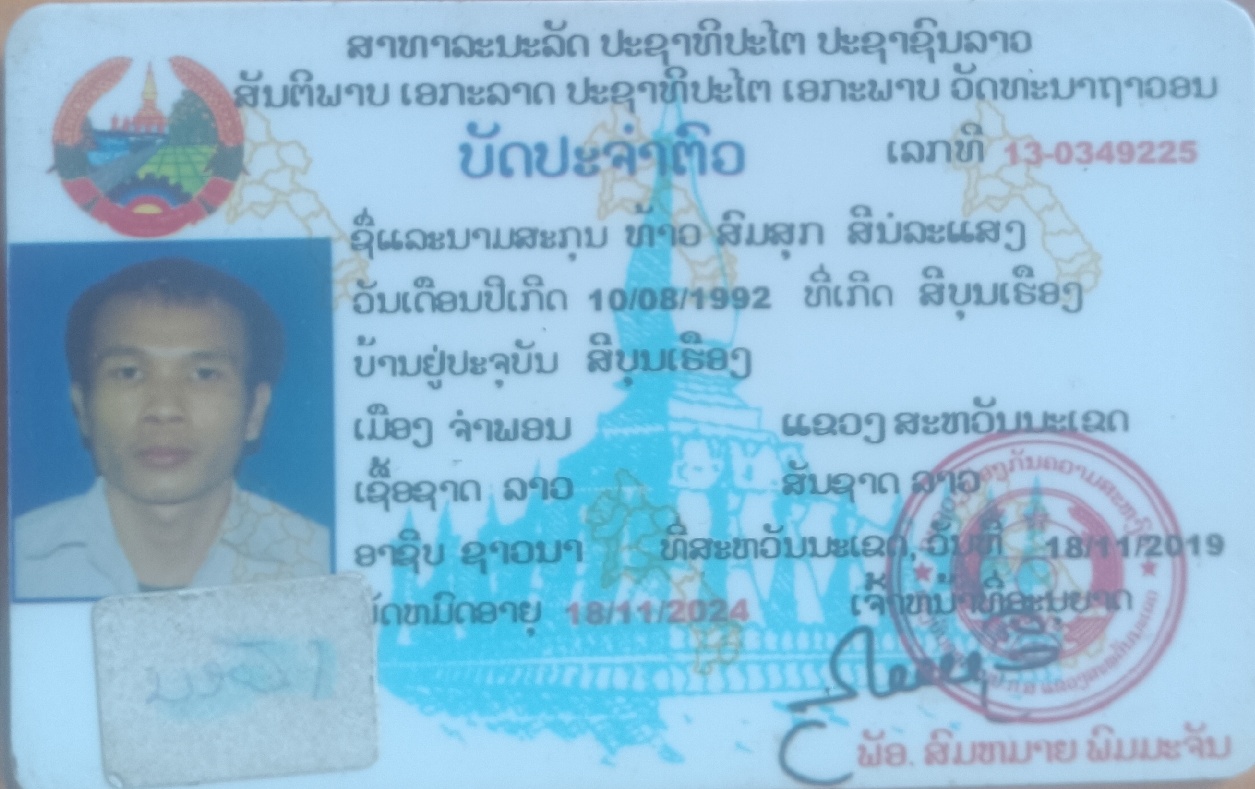 ສາທາລະນະລັດ ປະຊາທິປະໄຕ ປະຊາຊົນລາວ
ສັນຕິພາບ ເອກະລາດ ປະຊາທິປະໄຕ ເອກະພາບ ວັດທະນາຖາວອນ
ບັດປະຈຳຕົວ ເລກທີ 13-0349225
ຊື່ແລະນາມສະກຸນ ທ້າວ ສົມສຸກ ສີປລະແສງ
ວັນເດືອນປີເກີດ 10/08/1992 ທີ່ເກີດ ສີບຸນເຮືອງ
ບ້ານຢູ່ປະຈຸບັນ ສີບຸນເຮືອງ
ເມືອງ ຈຳພອນ ແຂວງ ສະຫວັນນະເຂດ
ເຊື້ອຊາດ ລາວ ສັນຊາດ ລາວ
ອາຊີບ ຊາວນາ ທີ່ສະຫວັນນະເຂດ, ວັນທີ 18/11/2019
ັດຫມົດອາຍຸ 18/11/2024 ເຈົ້າຫນ້າທີ່ອະນຸຍາດ
ພັອ. ສົມຫມາຍ ພິມມະຈັນ